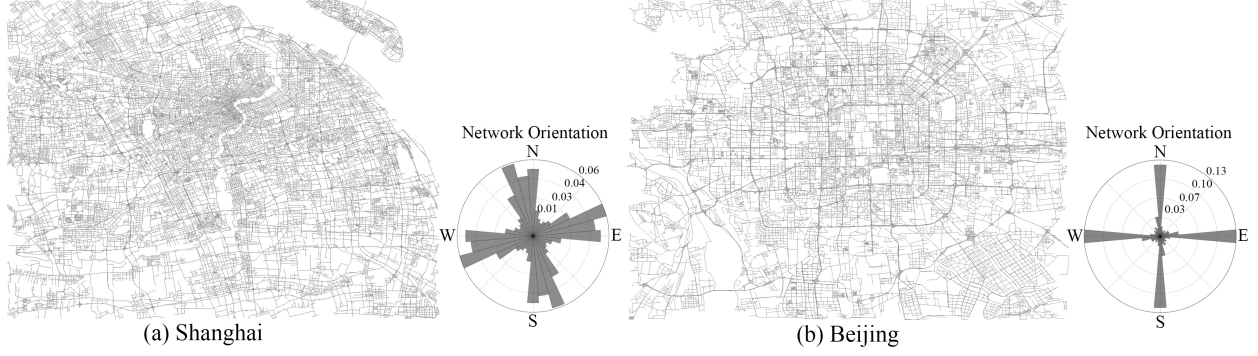 Network Orientation
N
0.06
0.04
0.03
0.01
W
E
S
(a) Shanghai
Network Orientation
N
0.13
0.10
0.07
0.03
W
E
S
(b) Beijing